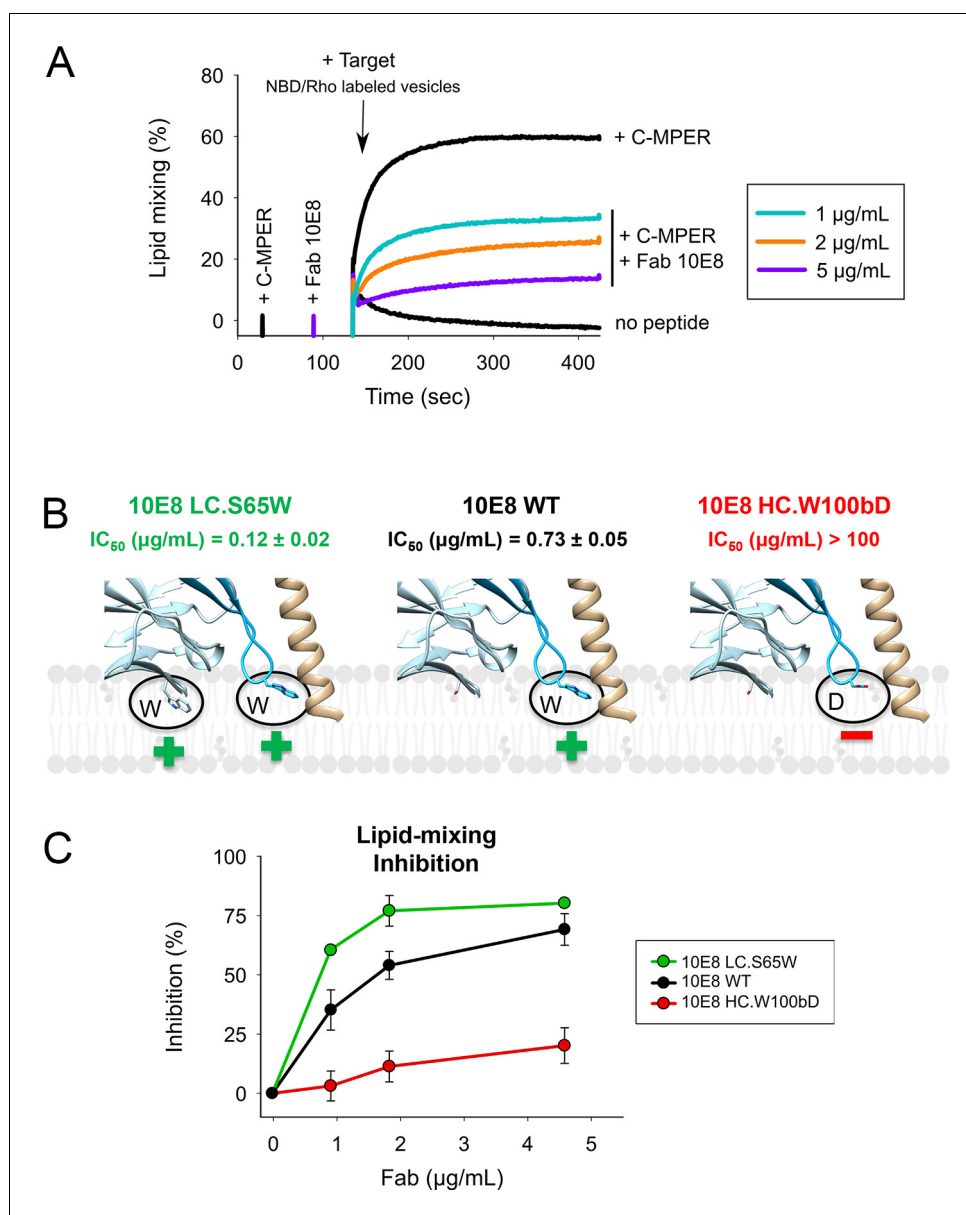 A
+ Target
NBD/Rho labeled vesicles
80
60
40
20
0
Lipid mixing (%)
+ C-MPER
+ Fab 10E8
+ C-MPER
+ C-MPER
+ Fab 10E8
no peptide
1 µg/mL
2 µg/mL
5 µg/mL
0 100 200 300 400
Time (sec)
B
10E8 LC.S65W
IC50 (µg/mL) = 0.12 ± 0.02
10E8 WT
IC50 (µg/mL) = 0.73 ± 0.05
10E8 HC.W100bD
IC50 (µg/mL) > 100
W
W
W
D
C
Lipid-mixing
Inhibition
100
75
50
25
0
Inhibition (%)
0 1 2 3 4 5
Fab (µg/mL)
10E8 LC.S65W
10E8 WT
10E8 HC.W100bD